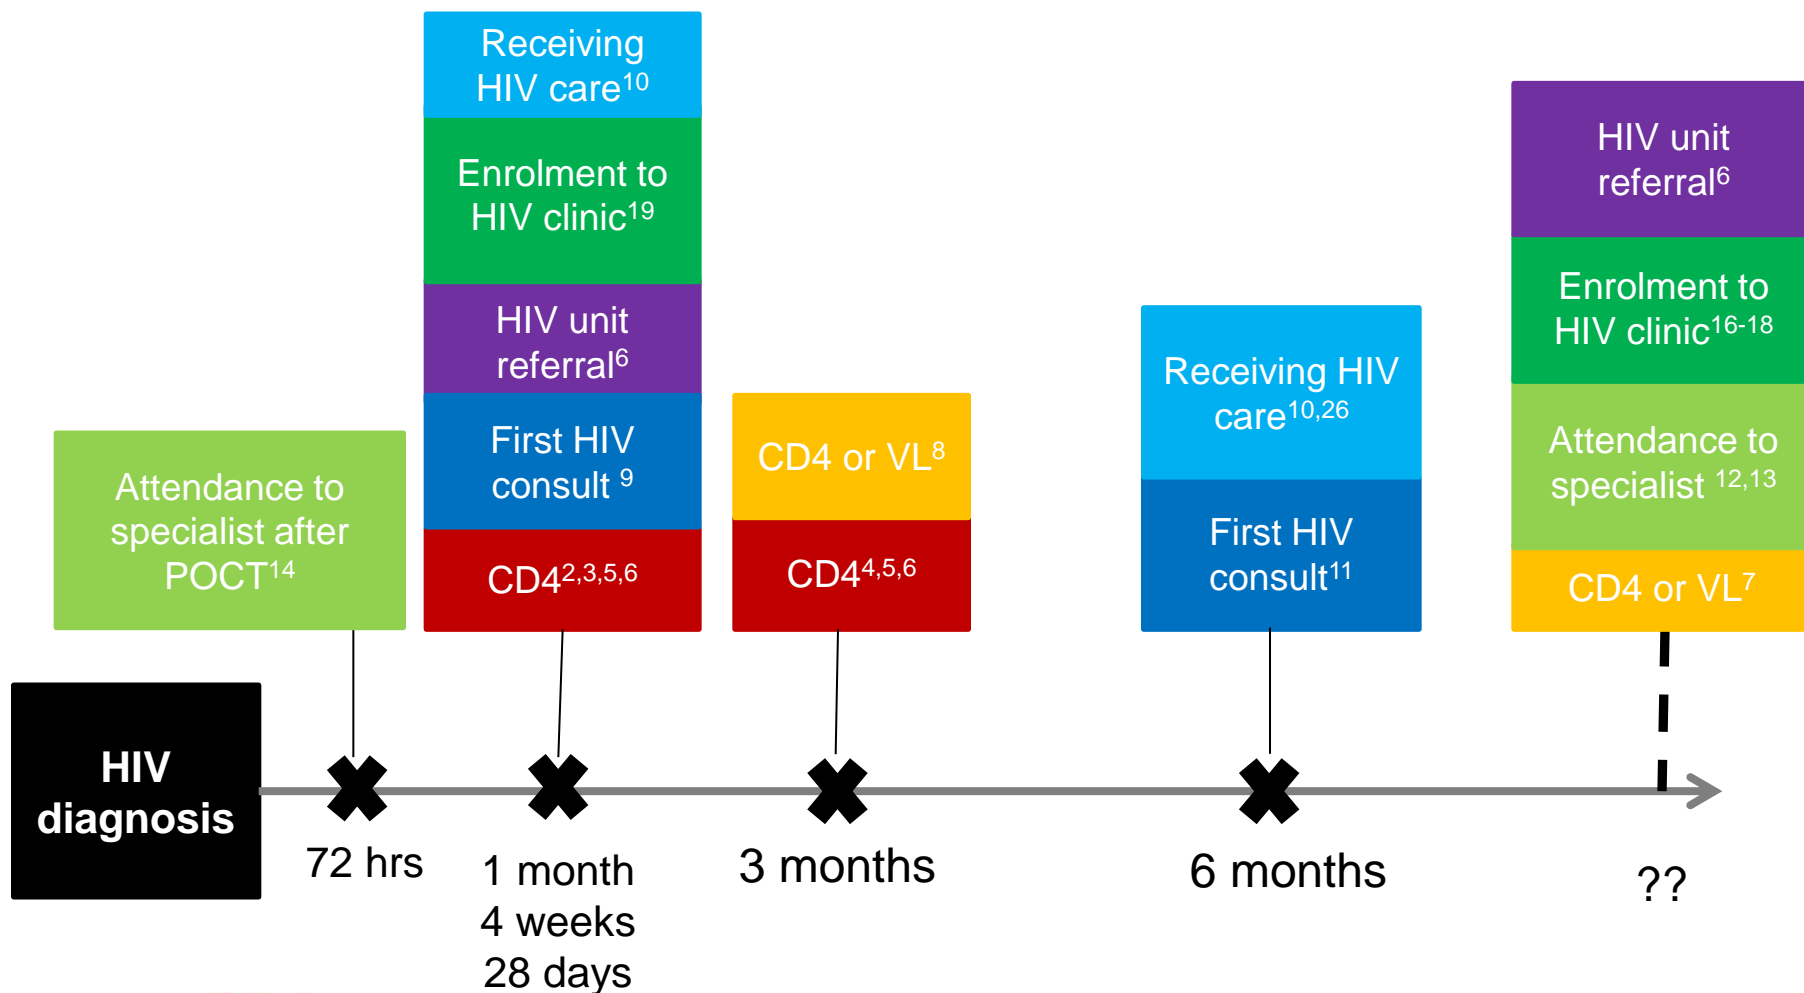 Receiving
HIV care10
Enrolment to
HIV clinic19
HIV unit
referral6
First HIV
consult 9
CD42,3,5,6
Attendance to
specialist after
POCT14
CD4 or VL8
CD44,5,6
Receiving HIV
care10,26
First HIV
consult11
HIV unit
referral6
Enrolment to
HIV clinic16-18
Attendance to
specialist 12,13
CD4 or VL7
HIV
diagnosis
72 hrs
1 month
4 weeks
28 days
3 months
6 months
??